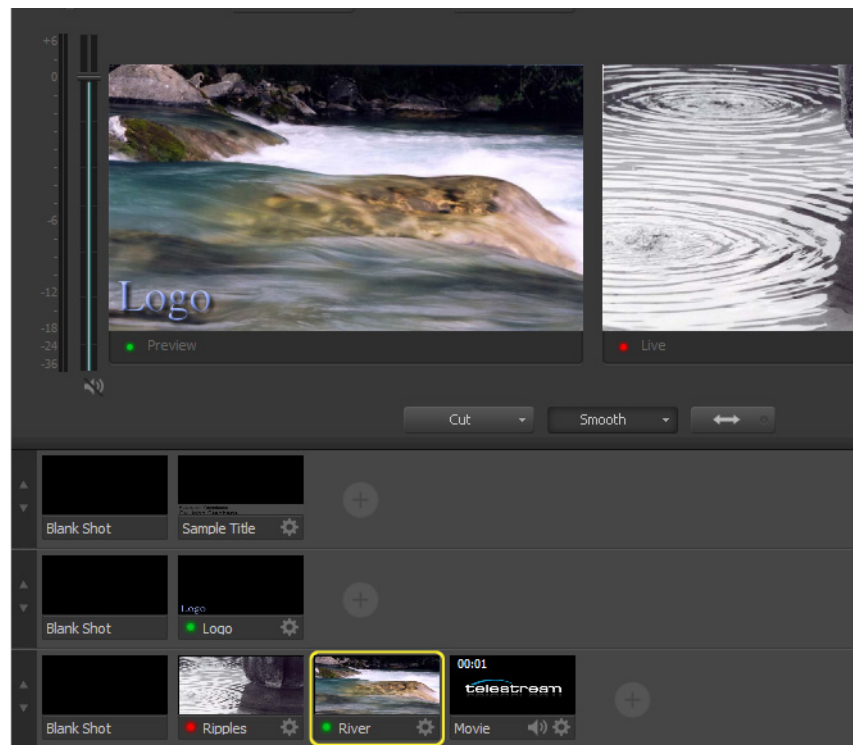 +6
0
-6
-12
-18
-24
-36
Logo
Preview
Live
Cut
Smooth
Blank Shot
Sample Title
Blank Shot
Logo
Logo
Blank Shot
Ripples
River
00:01
telestream
Movie